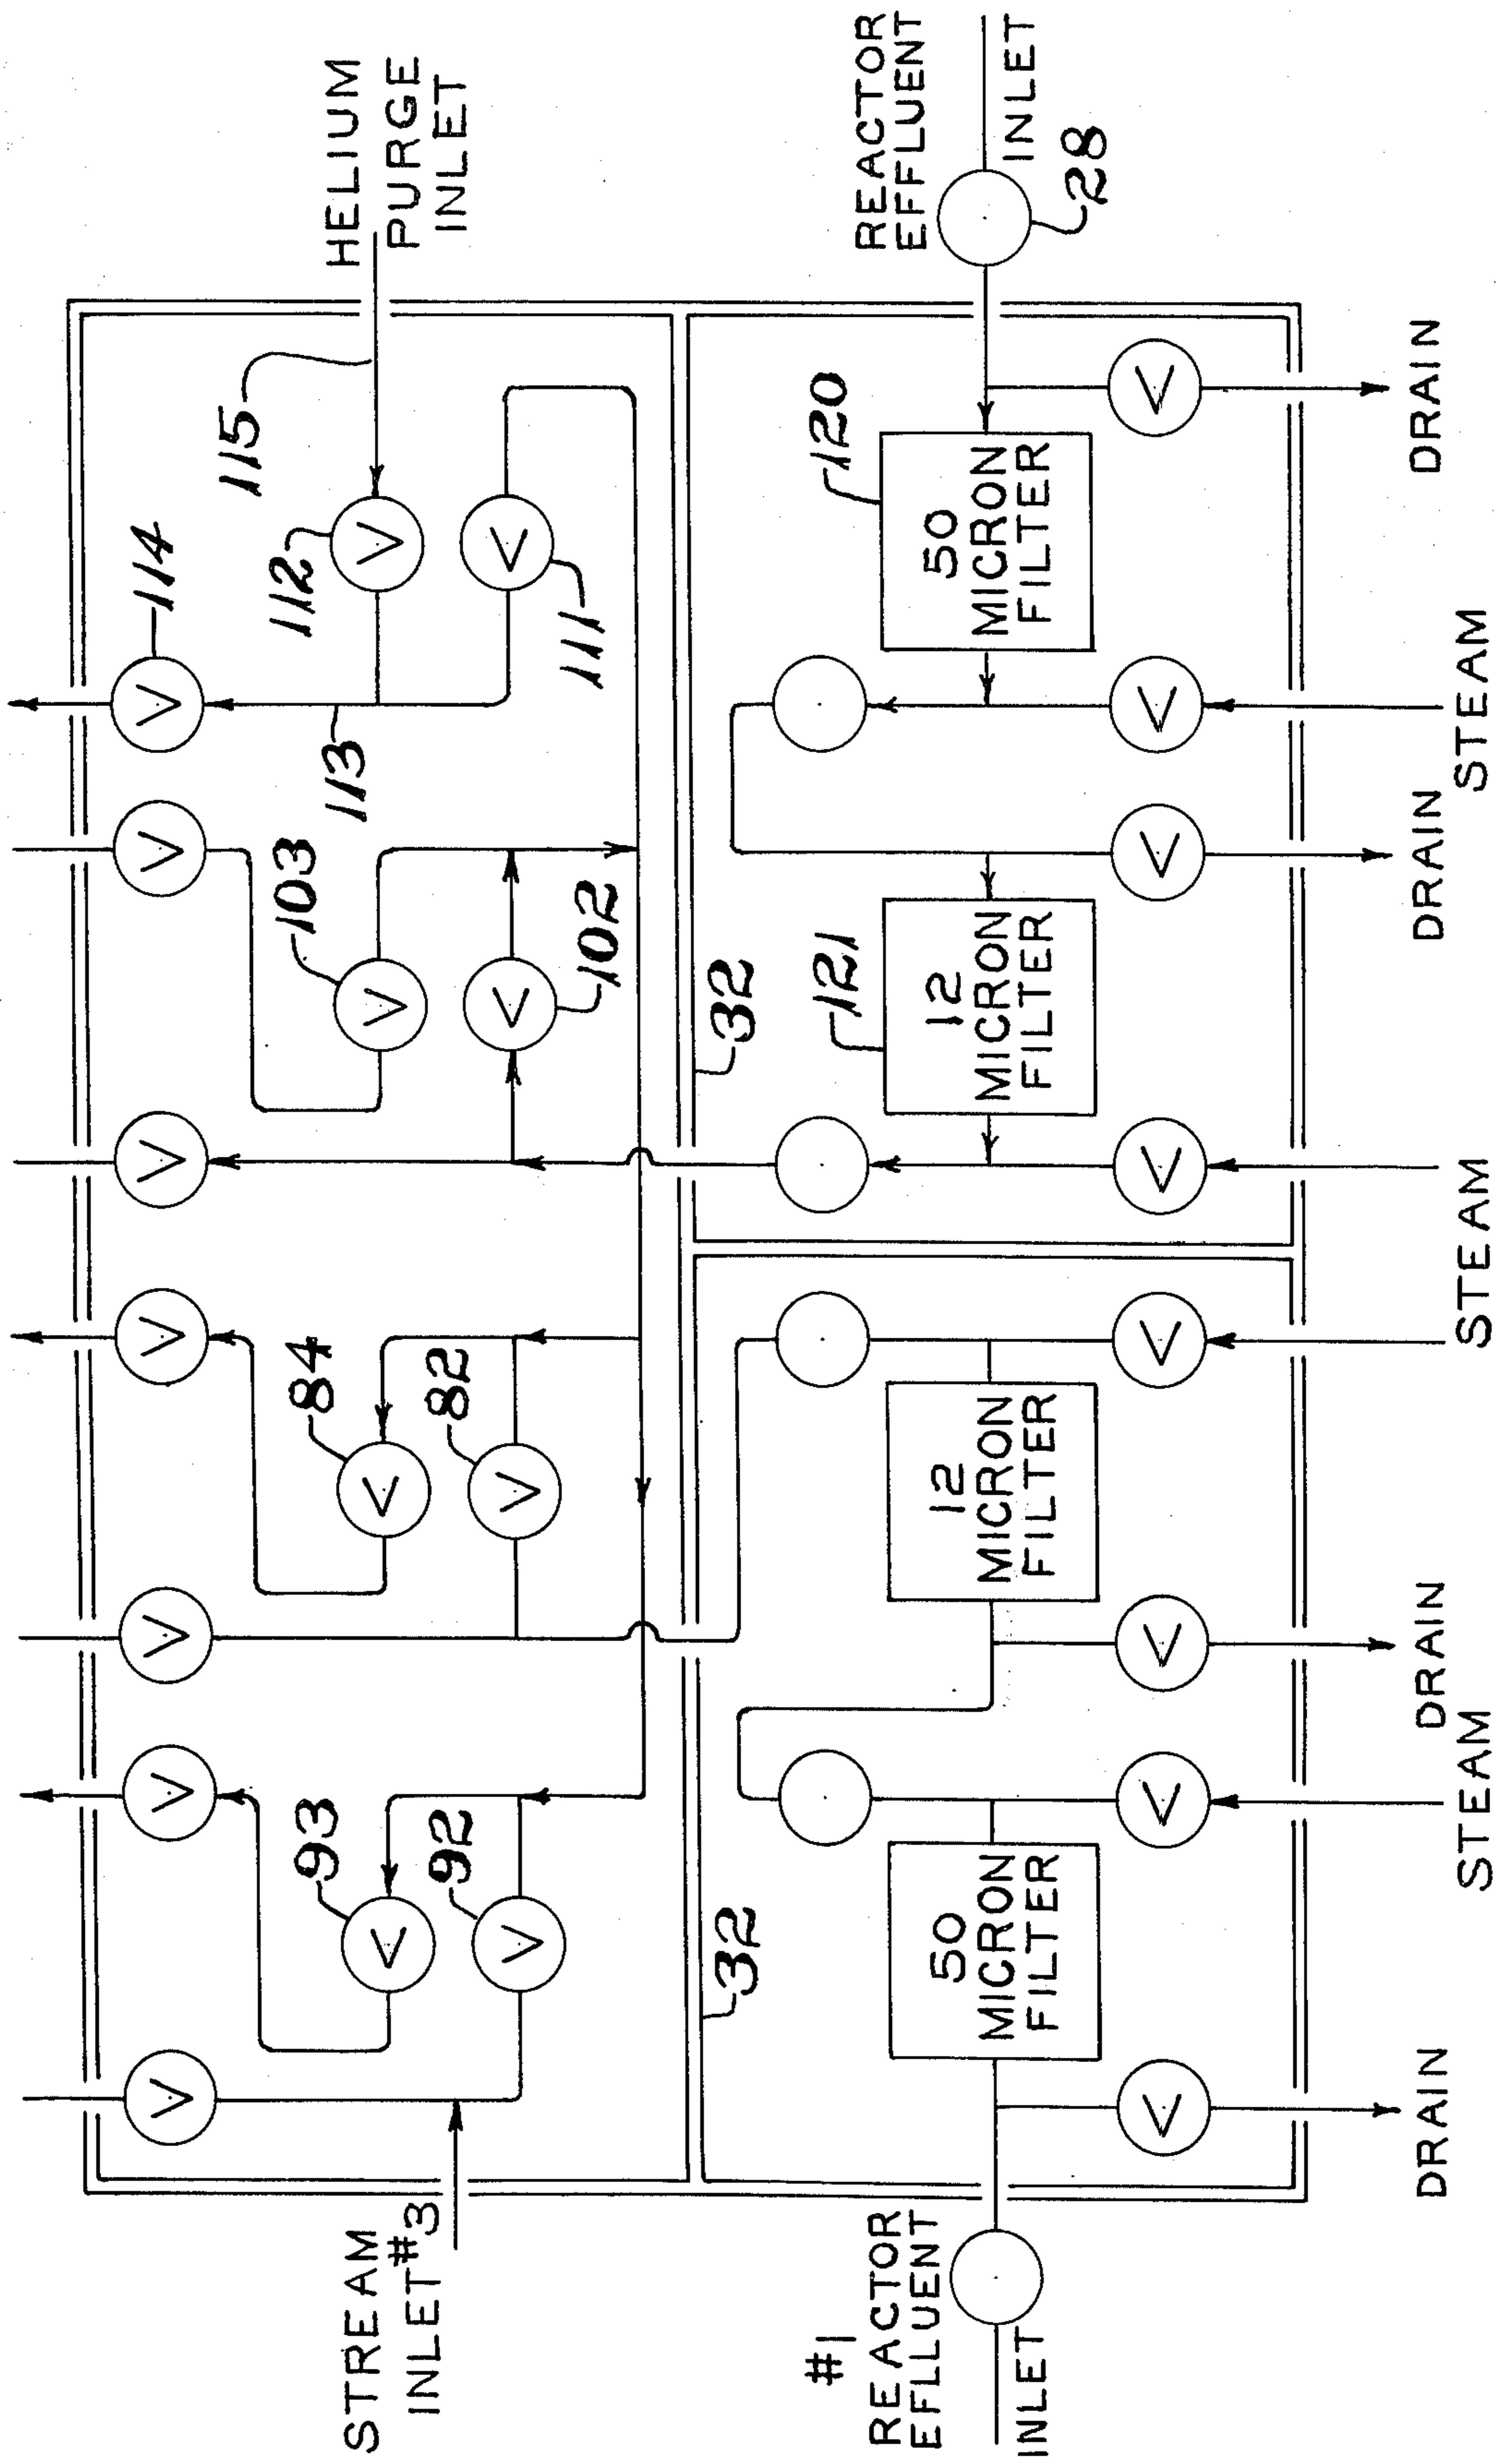 V
V
V
V
V
V
V
114
STREAM
INLET #3
93
V
92
V
84
V
82
V
103
V
102
V
113
112
V
111
V
115
HELIUM
PURGE
INLET
32
32
#1
REACTOR
EFLLUENT
INLET
50
MICRON
FILTER
12
MICRON
FILTER
121
12
MICRON
FILTER
120
50
MICRON
FILTER
REACTOR
EFFLUENT
INLET
28
V
V
V
V
V
V
V
V
DRAIN
STEAM
DRAIN
STEAM
STEAM
DRAIN
STEAM
DRAIN